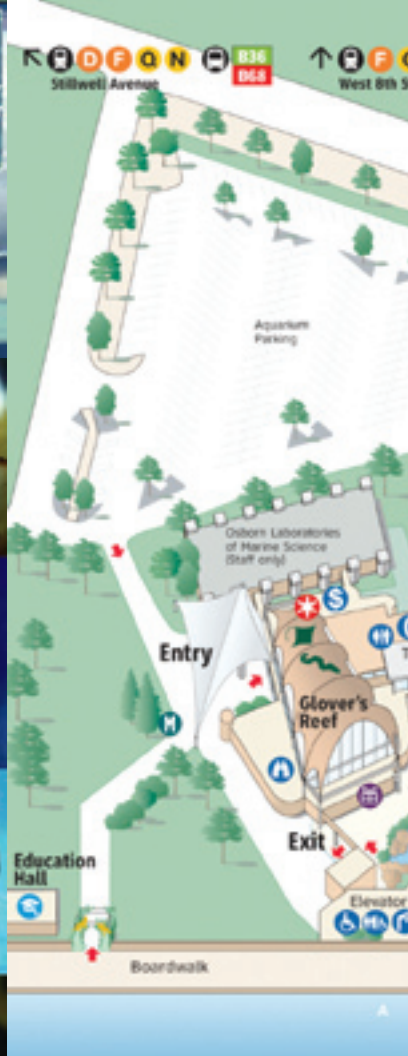 D F Q N B36
B68
Stillwell Avenue
F
West 8th S
Aquarium
Parking
Osborn Laboratories
of Marine Science
(Staff only)
S
Entry
M
Glover's
Reef
Exit
Education
Hall
Elevator
Boardwalk
A